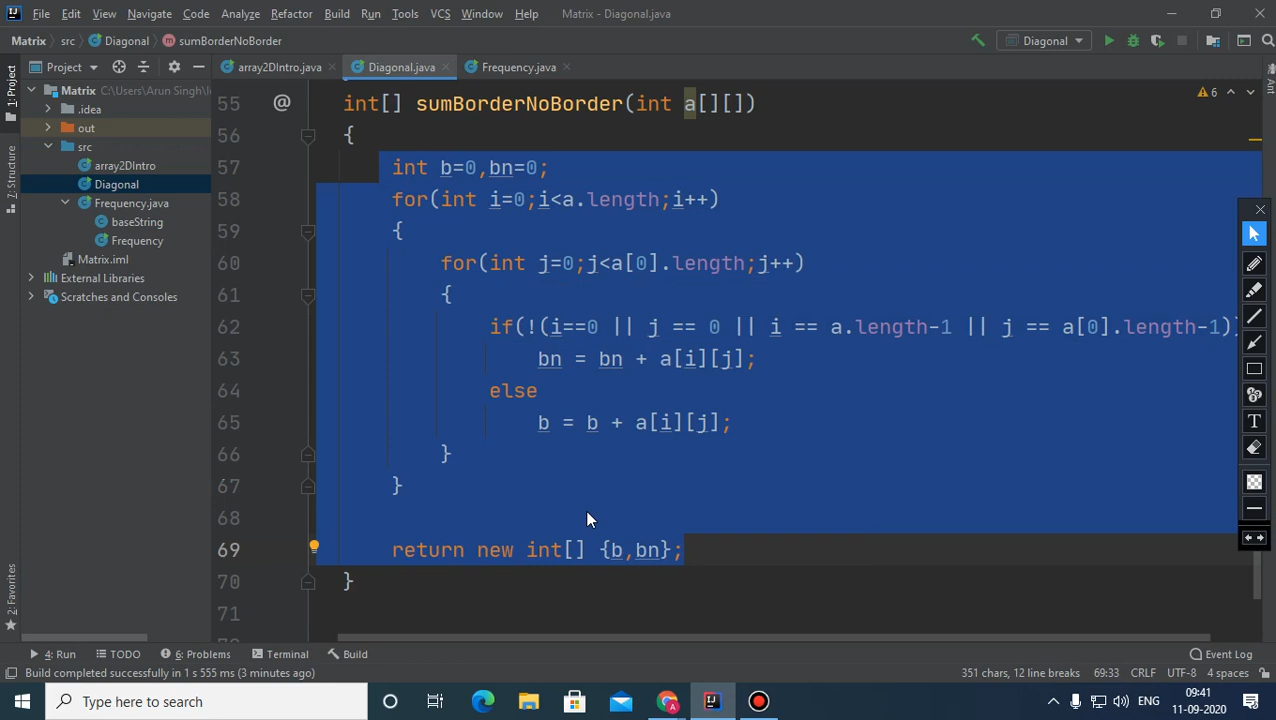 File Edit View Navigate Code Analyze Refactor Build Run Tools VCS Window Help Matrix - Diagonal.java
Matrix src Diagonal sumBorderNoBorder Diagonal
1: Project
Project
array2DIntro.java Diagonal.java Frequency.java
Ant
Matrix C:\Users\Arun Singh\I
.idea
out
src
array2DIntro
Diagonal
Frequency.java
baseString
Frequency
Matrix.iml
External Libraries
Scratches and Consoles
7: Structure
2: Favorites
6
55 @ int[] sumBorderNoBorder(int a[][])
56 {
57 int b=0,bn=0;
58 for(int i=0;i<a.length;i++)
59 {
60 for(int j=0;j<a[0].length;j++)
61 {
62 if(!(i==0 || j == 0 || i == a.length-1 || j == a[0].length-1))
63 bn = bn + a[i][j];
64 else
65 b = b + a[i][j];
66 }
67 }
68
69 return new int[] {b,bn};
70 }
71
T
4: Run TODO 6: Problems Terminal Build Event Log
Build completed successfully in 1 s 555 ms (3 minutes ago) 351 chars, 12 line breaks 69:33 CRLF UTF-8 4 spaces
Type here to search
A
ENG
09:41
11-09-2020